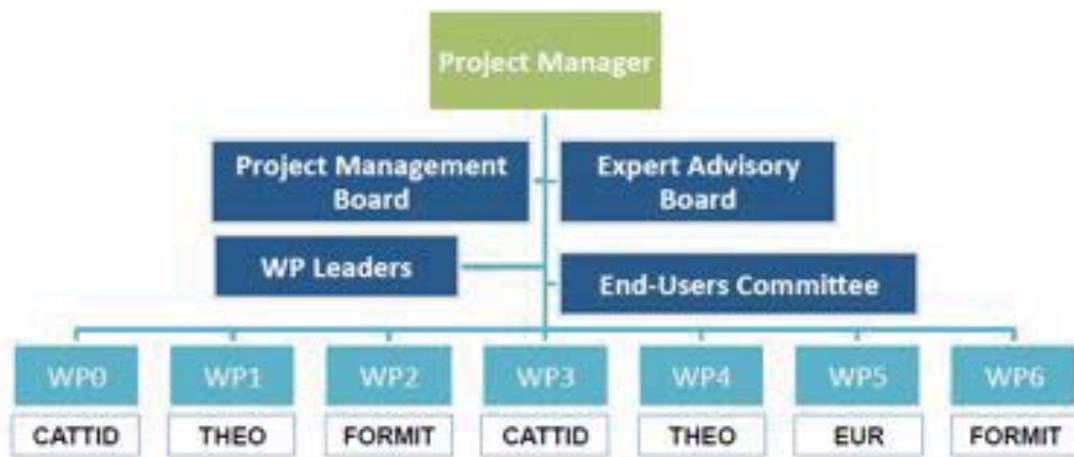 Project Manager
Project Management
Board
Expert Advisory
Board
WP Leaders
End-Users Committee
WP0 WP1 WP2 WP3 WP4 WP5 WP6
CATTID THEO FORMIT CATTID THEO EUR FORMIT